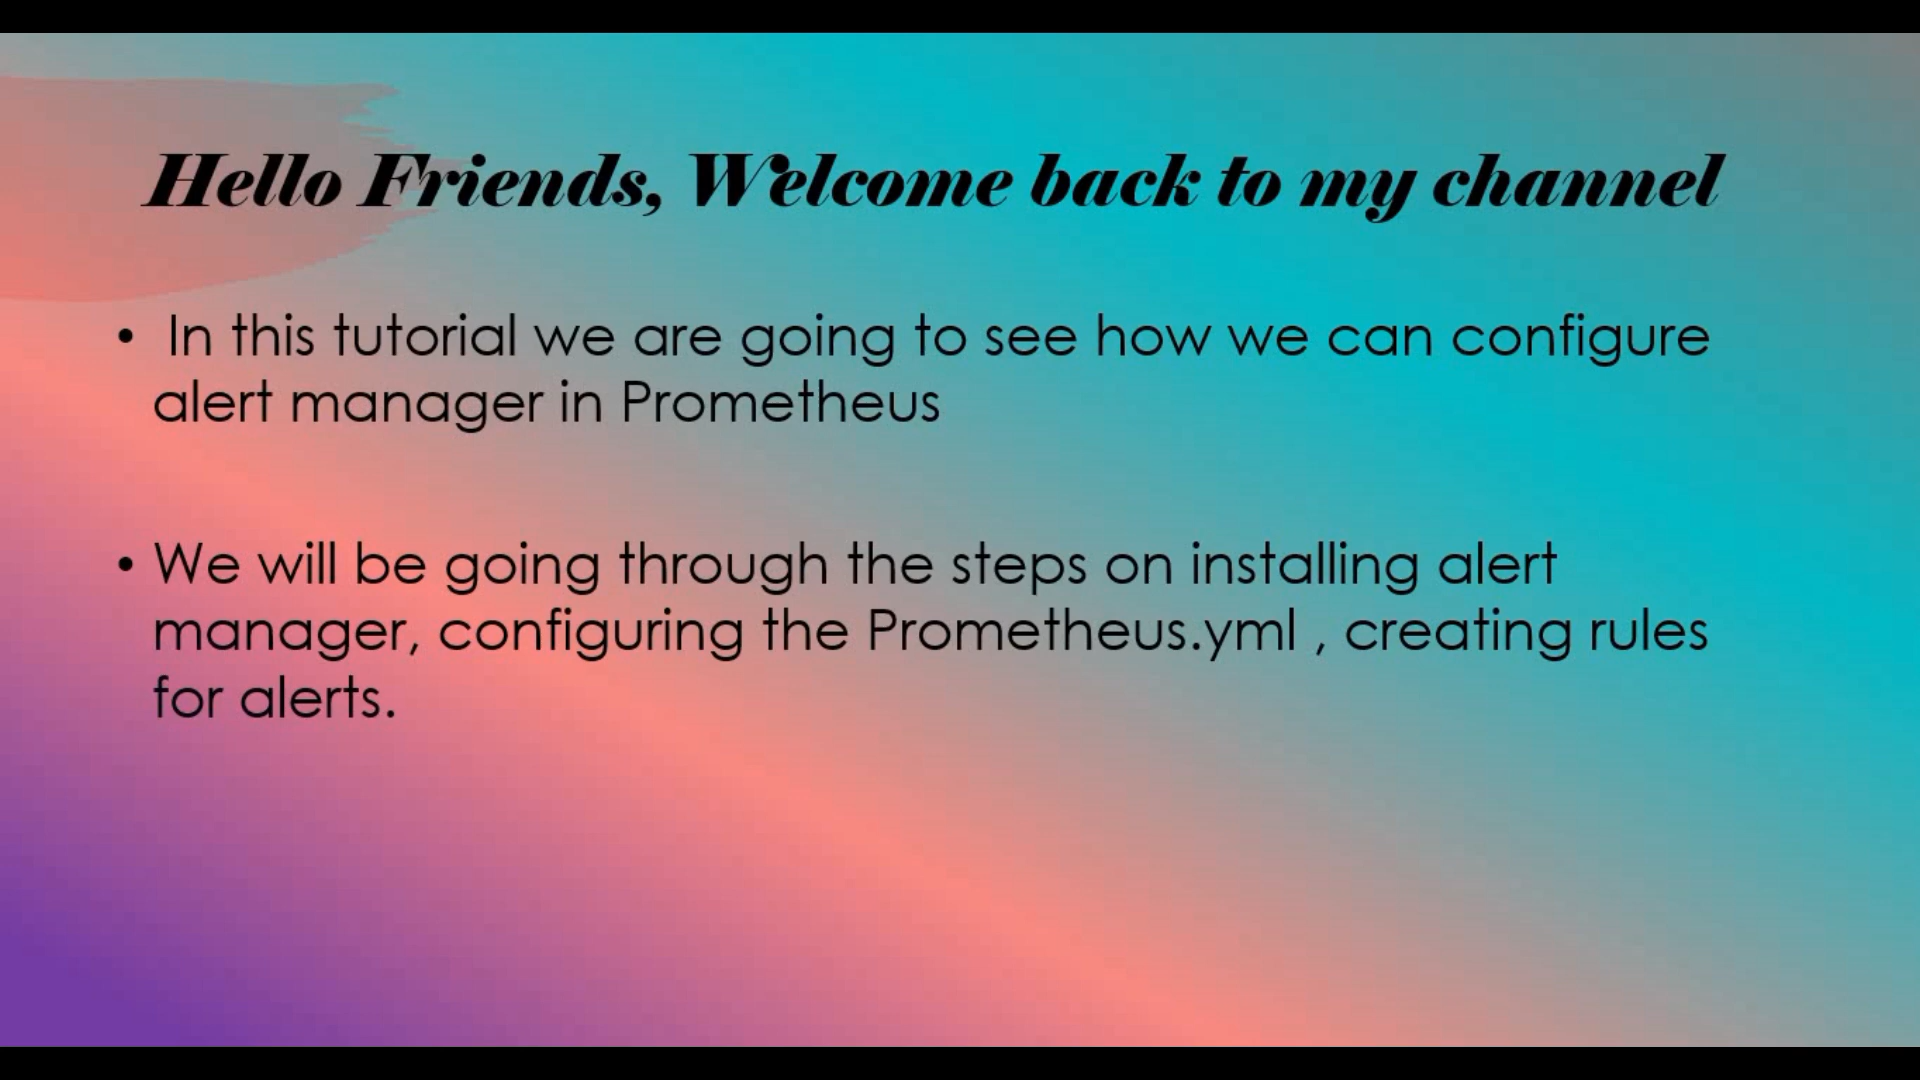 Hello Friends, Welcome back to my channel
• In this tutorial we are going to see how we can configure
alert manager in Prometheus
• We will be going through the steps on installing alert
manager, configuring the Prometheus.yml , creating rules
for alerts.